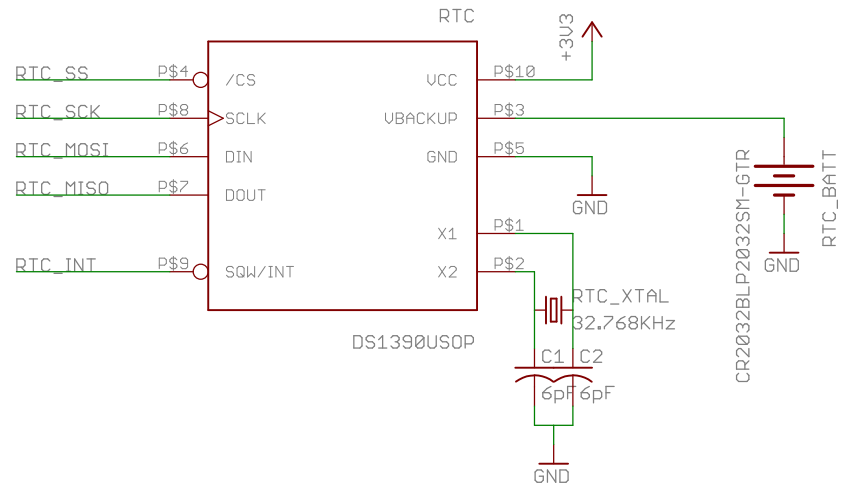 RTC
+3V3
RTC_SS P$4 /CS VCC P$10
RTC_SCK P$8 SCLK VBACKUP P$3
RTC_MOSI P$6 DIN GND P$5
RTC_MISO P$7 DOUT
GND
CR2032BLP2032SM-GTR
RTC_BATT
GND
X1 P$1
RTC_INT P$9 SQW/INT X2 P$2
RTC_XTAL
32.768KHz
DS1390USOP
C1 C2
6pF 6pF
GND